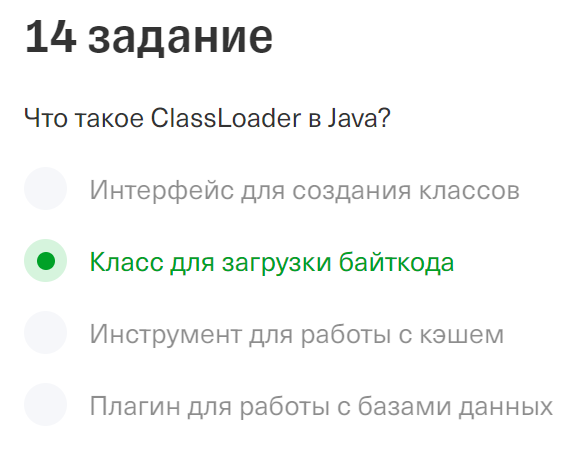 14 задание
Что такое ClassLoader в Java?
Интерфейс для создания классов
Класс для загрузки байткода
Инструмент для работы с кэшем
Плагин для работы с базами данных